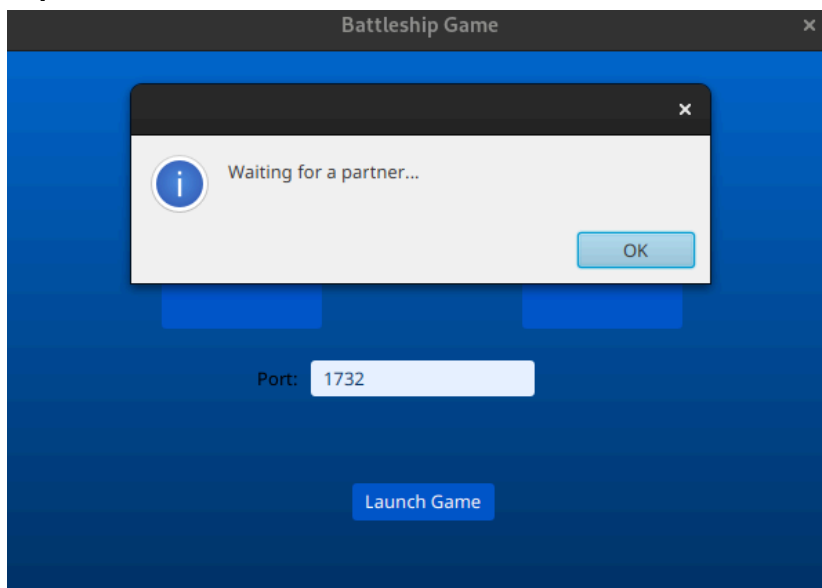 Battleship Game
Waiting for a partner...
OK
Port: 1732
Launch Game